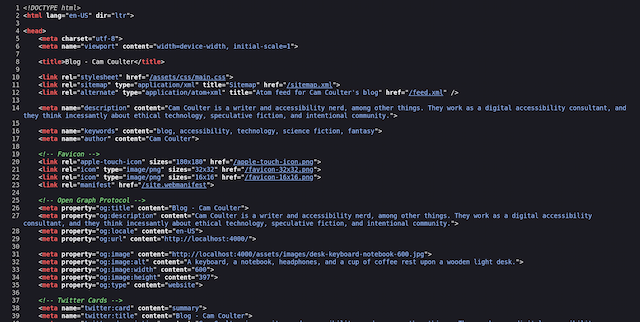 1 <!DOCTYPE html>
2 <html lang="en-US" dir="ltr">
3
4 <head>
5 <meta charset="utf-8">
6 <meta name="viewport" content="width=device-width, initial-scale=1">
7
8 <title>Blog - Cam Coulter</title>
9
10 <link rel="stylesheet" href="/assets/css/main.css">
11 <link rel="sitemap" type="application/xml" title="Sitemap" href="/sitemap.xml">
12 <link rel="alternate" type="application/atom+xml" title="Atom feed for Cam Coulter's blog" href="/feed.xml" />
13
14 <meta name="description" content="Cam Coulter is a writer and accessibility nerd, among other things. They work as a digital accessibility consultant, and
they think incessantly about ethical technology, speculative fiction, and intentional community.">
15
16 <meta name="keywords" content="blog, accessibility, technology, science fiction, fantasy">
17 <meta name="author" content="Cam Coulter">
18
19 <!-- Favicon -->
20 <link rel="apple-touch-icon" sizes="180x180" href="/apple-touch-icon.png">
21 <link rel="icon" type="image/png" sizes="32x32" href="/favicon-32x32.png">
22 <link rel="icon" type="image/png" sizes="16x16" href="/favicon-16x16.png">
23 <link rel="manifest" href="/site.webmanifest">
24
25 <!-- Open Graph Protocol -->
26 <meta property="og:title" content="Blog - Cam Coulter">
27 <meta property="og:description" content="Cam Coulter is a writer and accessibility nerd, among other things. They work as a digital accessibility
consultant, and they think incessantly about ethical technology, speculative fiction, and intentional community.">
28 <meta property="og:locale" content="en-US">
29 <meta property="og:url" content="http://localhost:4000/">
30
31 <meta property="og:image" content="http://localhost:4000/assets/images/desk-keyboard-notebook-600.jpg">
32 <meta property="og:image:alt" content="A keyboard, a notebook, headphones, and a cup of coffee rest upon a wooden light desk.">
33 <meta property="og:image:width" content="600">
34 <meta property="og:image:height" content="397">
35 <meta property="og:type" content="website">
36
37 <!-- Twitter Cards -->
38 <meta name="twitter:card" content="summary">
39 <meta name="twitter:title" content="Blog - Cam Coulter">